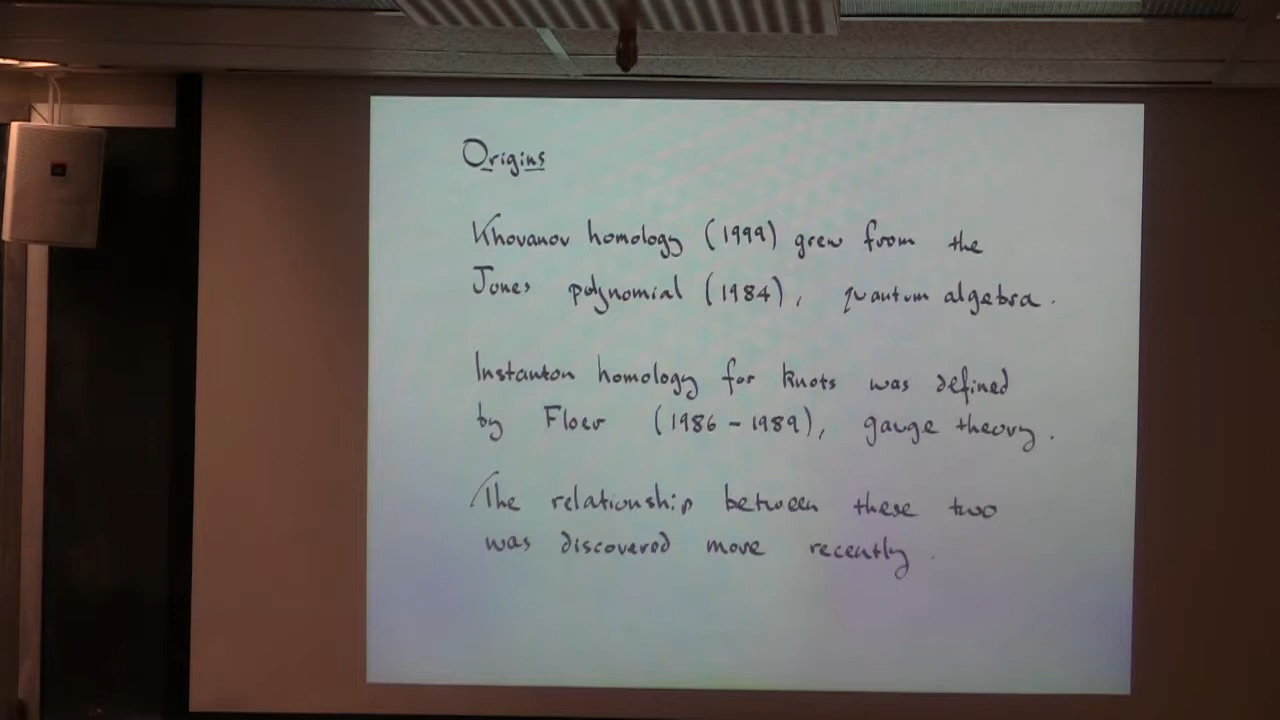 Origins
Khovanov homology (1999) grew from the
Jones polynomial (1984), quantum algebra.
Instanton homology for knots was defined
by Floer (1986 - 1989), gauge theory.
The relationship between these two
was discovered more recently.